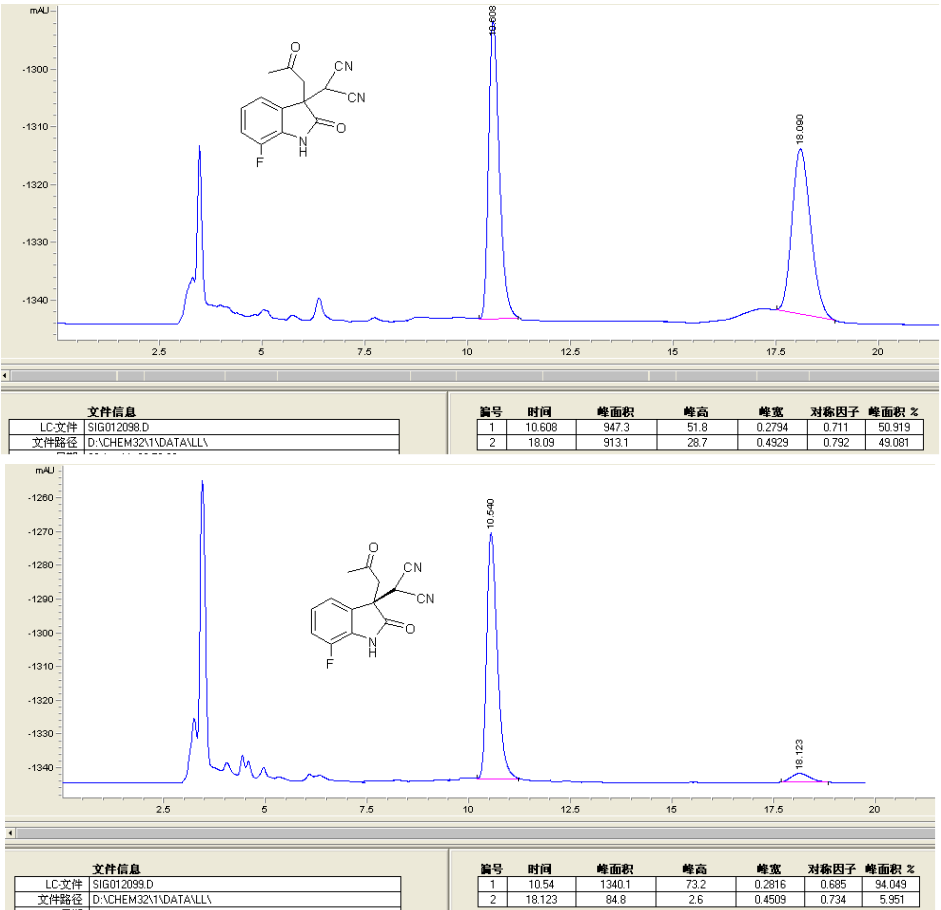 mAU
-1300
-1310
-1320
-1330
-1340
10.608
18.090
O
CN
CN
O
N
H
F
2.5 5 7.5 10 12.5 15 17.5 20
文件信息
LC-文件 SIG012098.D
文件路径 D:\CHEM32\1\DATA\LL\
编号 时间 峰面积 峰高 峰宽 对称因子 峰面积 %
1 10.608 947.3 51.8 0.2794 0.711 50.919
2 18.09 913.1 28.7 0.4929 0.792 49.081
mAU
-1260
-1270
-1280
-1290
-1300
-1310
-1320
-1330
-1340
10.540
18.123
O
CN
CN
O
N
H
F
2.5 5 7.5 10 12.5 15 17.5 20
文件信息
LC-文件 SIG012099.D
文件路径 D:\CHEM32\1\DATA\LL\
编号 时间 峰面积 峰高 峰宽 对称因子 峰面积 %
1 10.54 1340.1 73.2 0.2816 0.685 94.049
2 18.123 84.8 2.6 0.4509 0.734 5.951